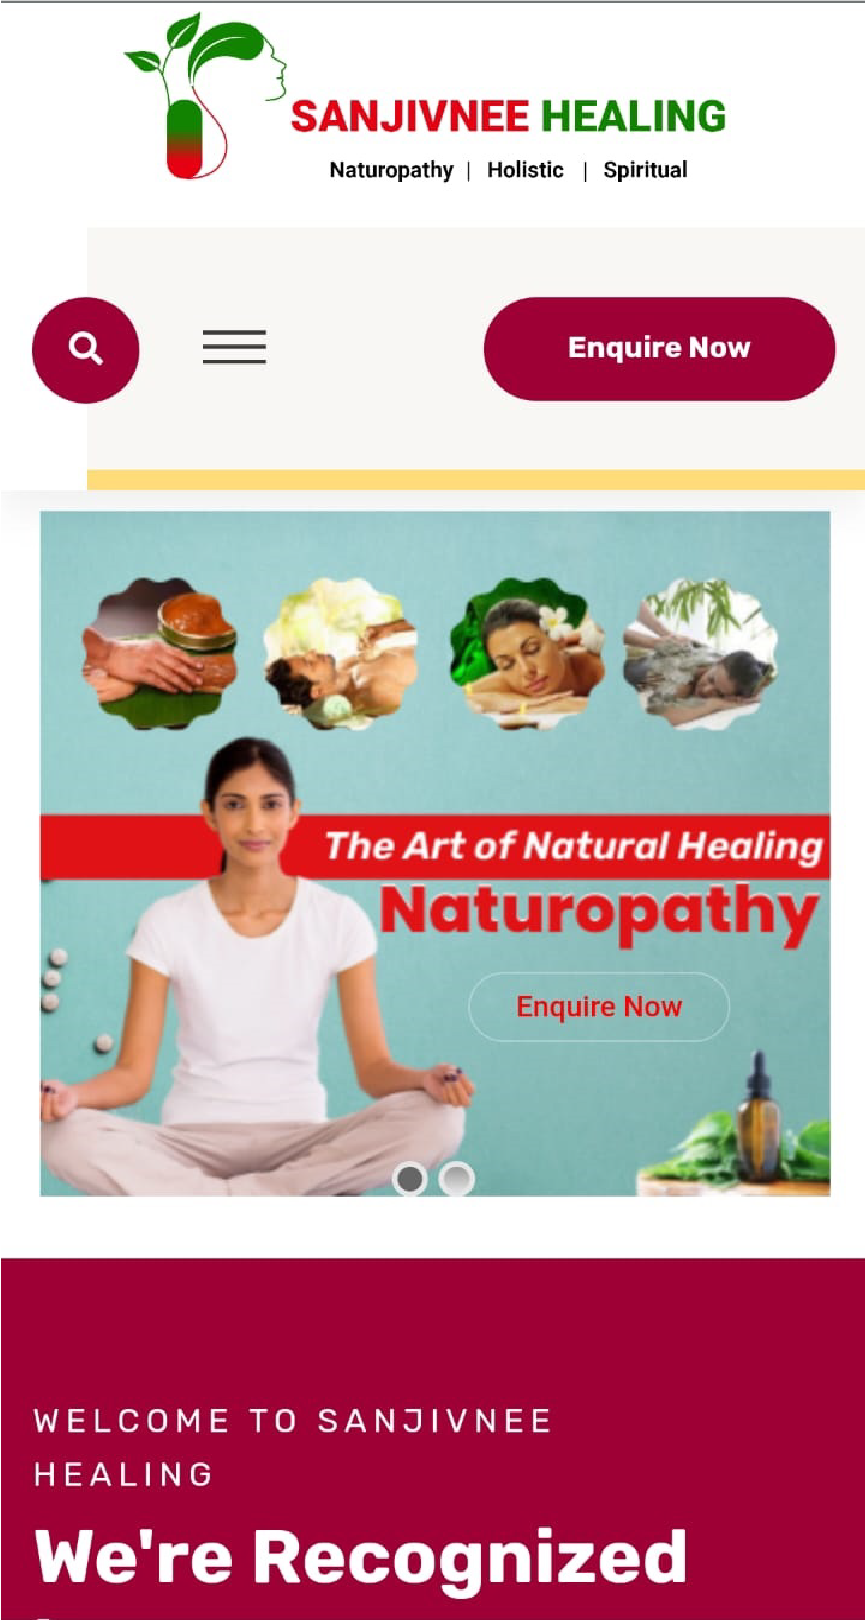 SANJIVNEE HEALING
Naturopathy | Holistic | Spiritual
Enquire Now
The Art of Natural Healing
Naturopathy
Enquire Now
WELCOME TO SANJIVNEE
HEALING
We're Recognized